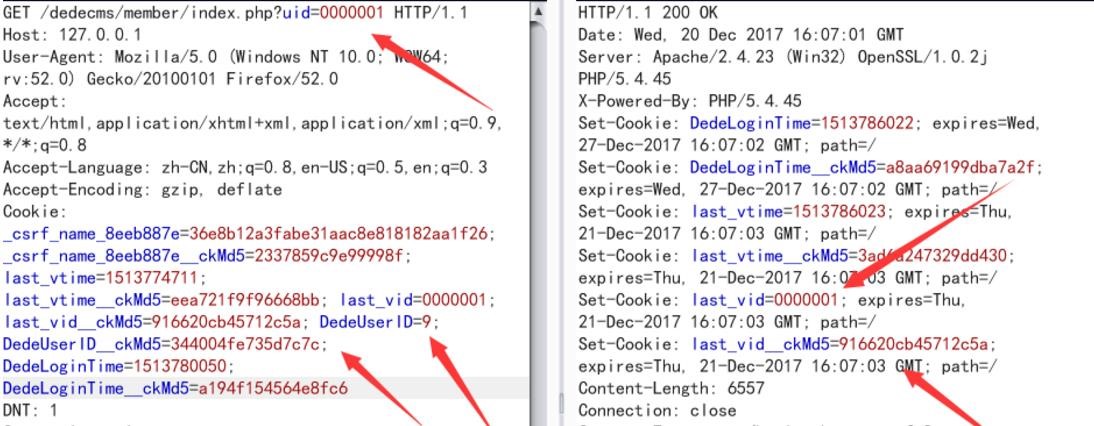 GET /dedecms/member/index.php?uid=0000001 HTTP/1.1
Host: 127.0.0.1
User-Agent: Mozilla/5.0 (Windows NT 10.0; WOW64;
rv:52.0) Gecko/20100101 Firefox/52.0
Accept:
text/html,application/xhtml+xml,application/xml;q=0.9,
*/*;q=0.8
Accept-Language: zh-CN,zh;q=0.8,en-US;q=0.5,en;q=0.3
Accept-Encoding: gzip, deflate
Cookie:
_csrf_name_8eeb887e=36e8b12a3fabe31aac8e818182aa1f26;
_csrf_name_8eeb887e__ckMd5=2337859c9e99998f;
last_vtime=1513774711;
last_vtime__ckMd5=eea721f9f96668bb; last_vid=0000001;
last_vid__ckMd5=916620cb45712c5a; DedeUserID=9;
DedeUserID__ckMd5=344004fe735d7c7c;
DedeLoginTime=1513780050;
DedeLoginTime__ckMd5=a194f154564e8fc6
DNT: 1
HTTP/1.1 200 OK
Date: Wed, 20 Dec 2017 16:07:01 GMT
Server: Apache/2.4.23 (Win32) OpenSSL/1.0.2j
PHP/5.4.45
X-Powered-By: PHP/5.4.45
Set-Cookie: DedeLoginTime=1513786022; expires=Wed,
27-Dec-2017 16:07:02 GMT; path=/
Set-Cookie: DedeLoginTime__ckMd5=a8aa69199dba7a2f;
expires=Wed, 27-Dec-2017 16:07:02 GMT; path=/
Set-Cookie: last_vtime=1513786023; expires=Thu,
21-Dec-2017 16:07:03 GMT; path=/
Set-Cookie:
expires=Thu, 21-Dec-2017 16:07:03 GMT; path=/
Set-Cookie: last_vid=0000001; expires=Thu,
21-Dec-2017 16:07:03 GMT; path=/
Set-Cookie: last_vid__ckMd5=916620cb45712c5a;
expires=Thu, 21-Dec-2017 16:07:03 GMT; path=/
Content-Length: 6557
Connection: close